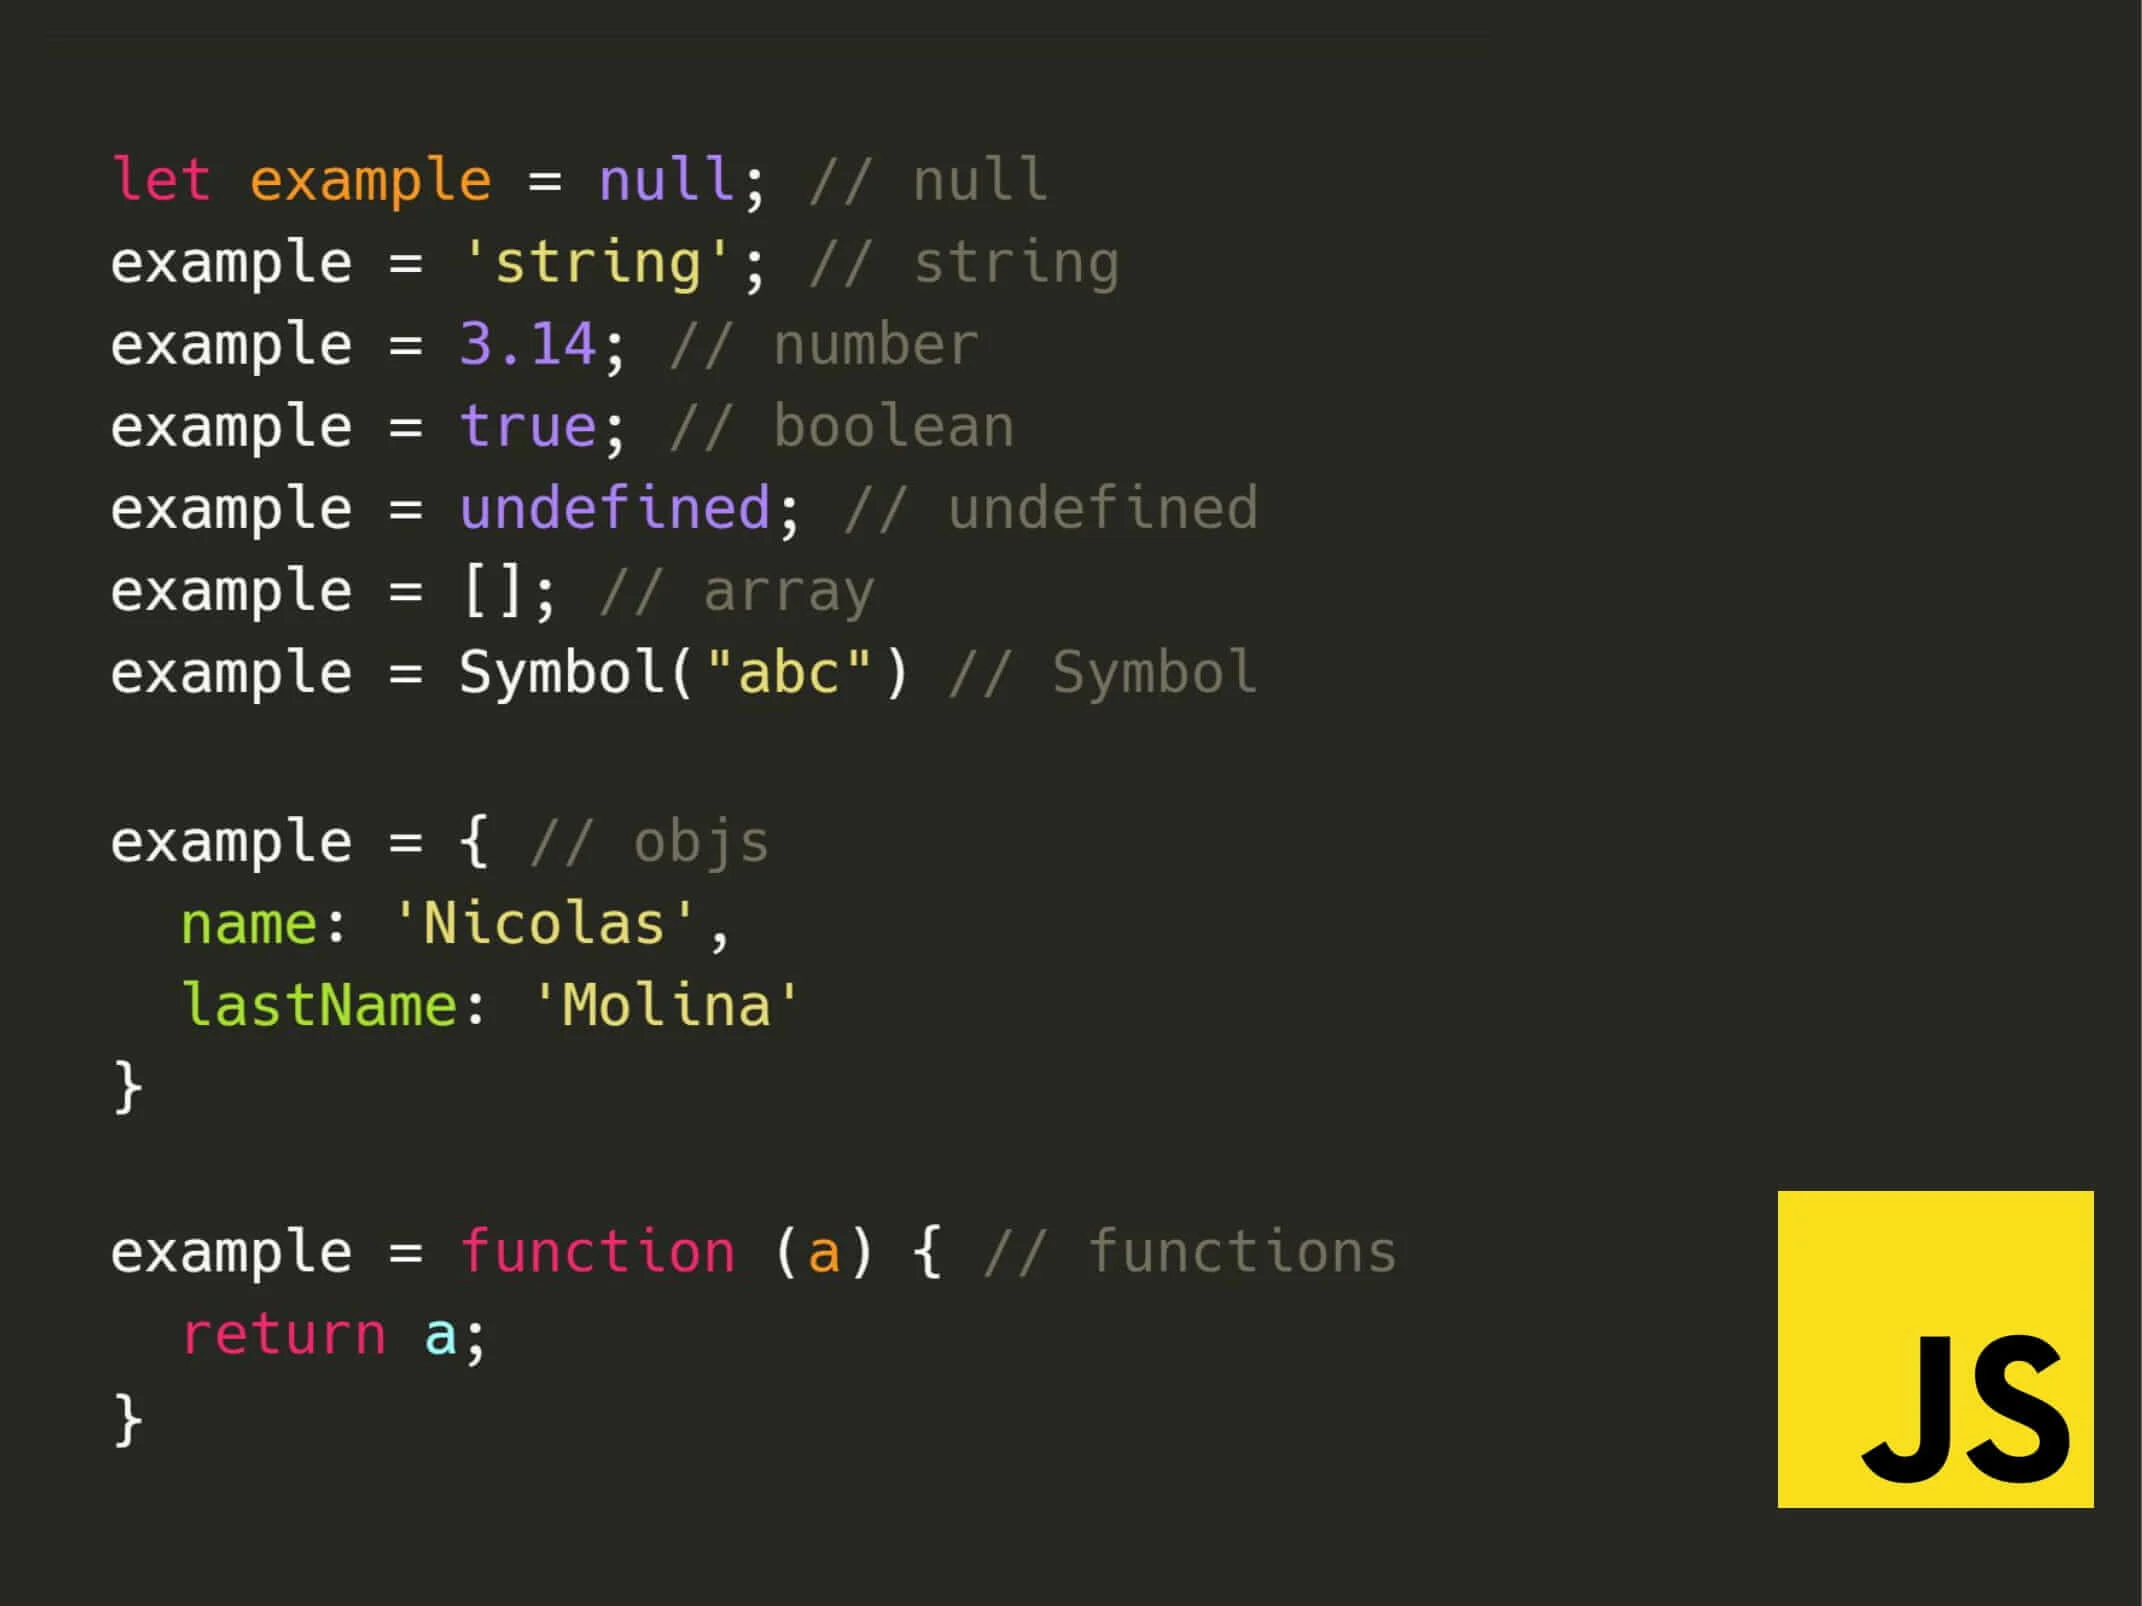 let example = null; // null
example = 'string'; // string
example = 3.14; // number
example = true; // boolean
example = undefined; // undefined
example = []; // array
example = Symbol("abc") // Symbol
example = { // objs
  name: 'Nicolas',
  lastName: 'Molina'
}
example = function (a) { // functions
  return a;
}
JS